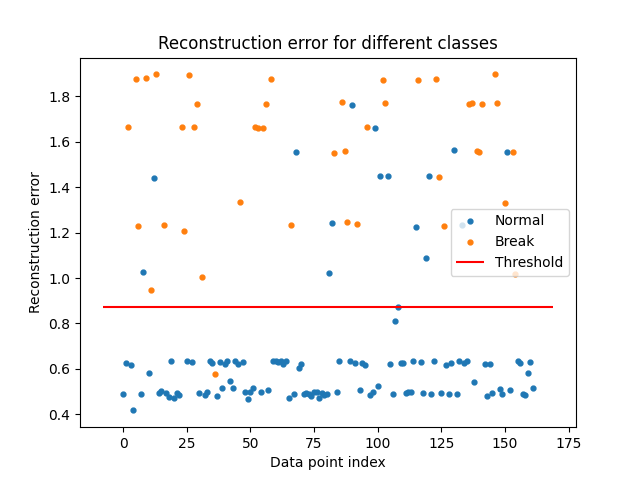 Reconstruction error for different classes
Reconstruction error
1.8
1.6
1.4
1.2
1.0
0.8
0.6
0.4
Normal
Break
Threshold
0 25 50 75 100 125 150 175
Data point index